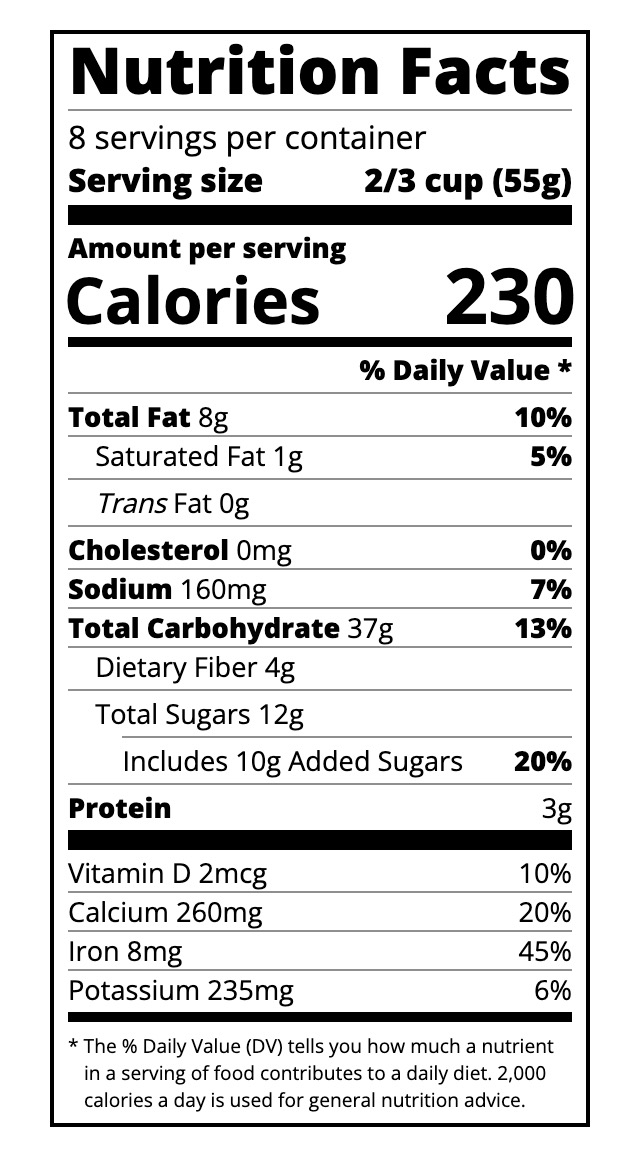 Nutrition Facts
8 servings per container
Serving size 2/3 cup (55g)
Amount per serving
Calories 230
% Daily Value *
Total Fat 8g 10%
Saturated Fat 1g 5%
Trans Fat 0g
Cholesterol 0mg 0%
Sodium 160mg 7%
Total Carbohydrate 37g 13%
Dietary Fiber 4g
Total Sugars 12g
Includes 10g Added Sugars 20%
Protein 3g
Vitamin D 2mcg 10%
Calcium 260mg 20%
Iron 8mg 45%
Potassium 235mg 6%
* The % Daily Value (DV) tells you how much a nutrient
in a serving of food contributes to a daily diet. 2,000
calories a day is used for general nutrition advice.